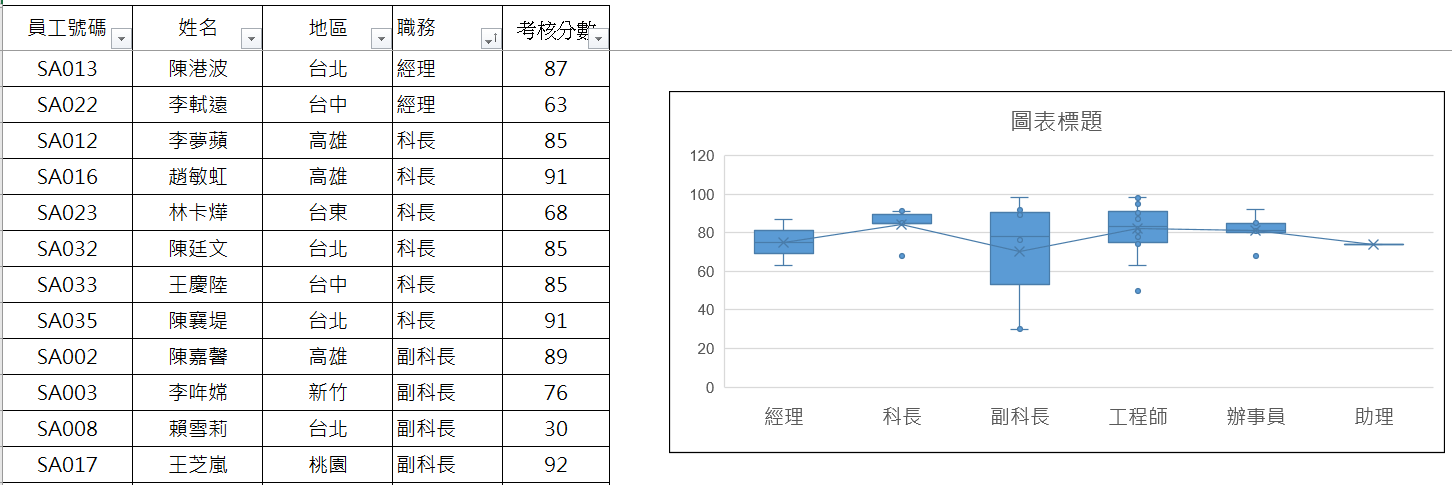 員工號碼 姓名 地區 職務 考核分數
SA013 陳港波 台北 經理 87
SA022 李軾遠 台中 經理 63
SA012 李夢蘋 高雄 科長 85
SA016 趙敏虹 高雄 科長 91
SA023 林卡燁 台東 科長 68
SA032 陳廷文 台北 科長 85
SA033 王慶陸 台中 科長 85
SA035 陳襄堤 台北 科長 91
SA002 陳嘉馨 高雄 副科長 89
SA003 李咋嫦 新竹 副科長 76
SA008 賴雪莉 台北 副科長 30
SA017 王芝嵐 桃園 副科長 92
圖表標題
120
100
80
60
40
20
0
經理 科長 副科長 工程師 辦事員 助理